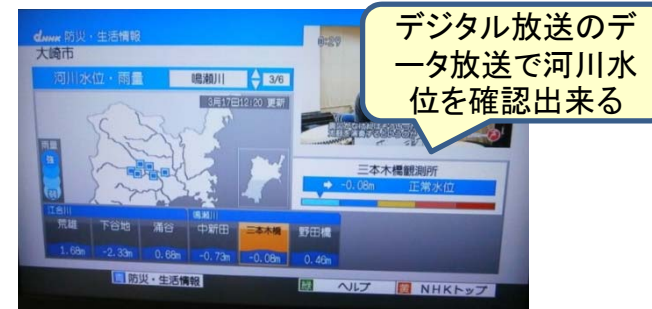 デジタル放送のデ
ータ放送で河川水
位を確認出来る
dNHK 防災・生活情報
大崎市
河川水位・雨量 鳴瀬川 3/6
3月17日12:20 更新
雨量
強
弱
三本木橋観測所
-0.08m 正常水位
江合川 鳴瀬川
荒雄 下谷地 涌谷 中新田 三本木橋 野田橋
1.68m -2.33m 0.68m -0.73m -0.08m 0.46m
青 防災・生活情報
緑 ヘルプ 赤 NHKトップ